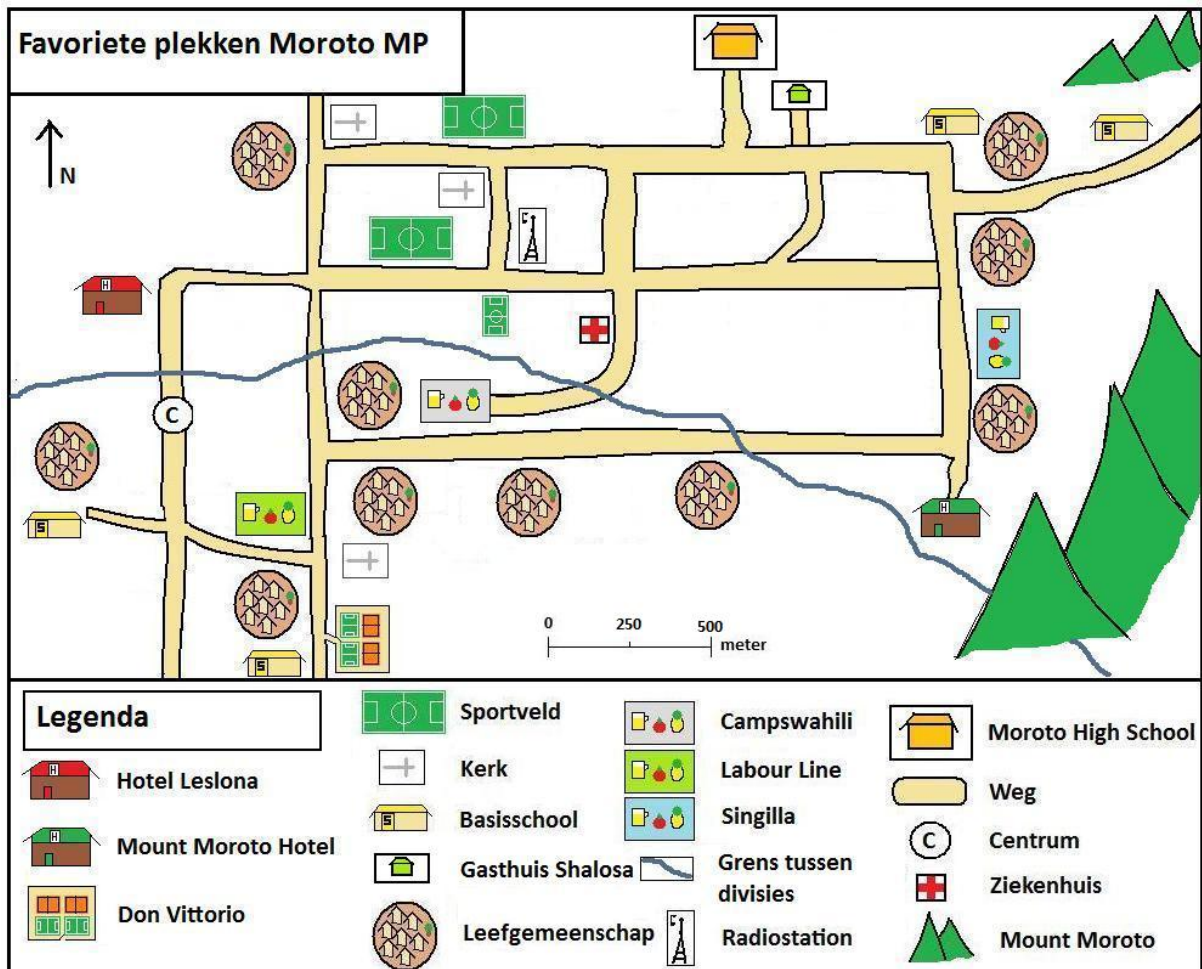 Favoriete plekken Moroto MP
N
S
S
H
C
S
H
S
0 250 500
meter
Legenda
H
Hotel Leslona
H
Mount Moroto Hotel
Don Vittorio
Sportveld
Kerk
S
Basisschool
Gasthuis Shalosa
Leefgemeenschap
Campswahili
Labour Line
Singilla
Grens tussen
divisies
Radiostation
Moroto High School
Weg
C
Centrum
Ziekenhuis
Mount Moroto